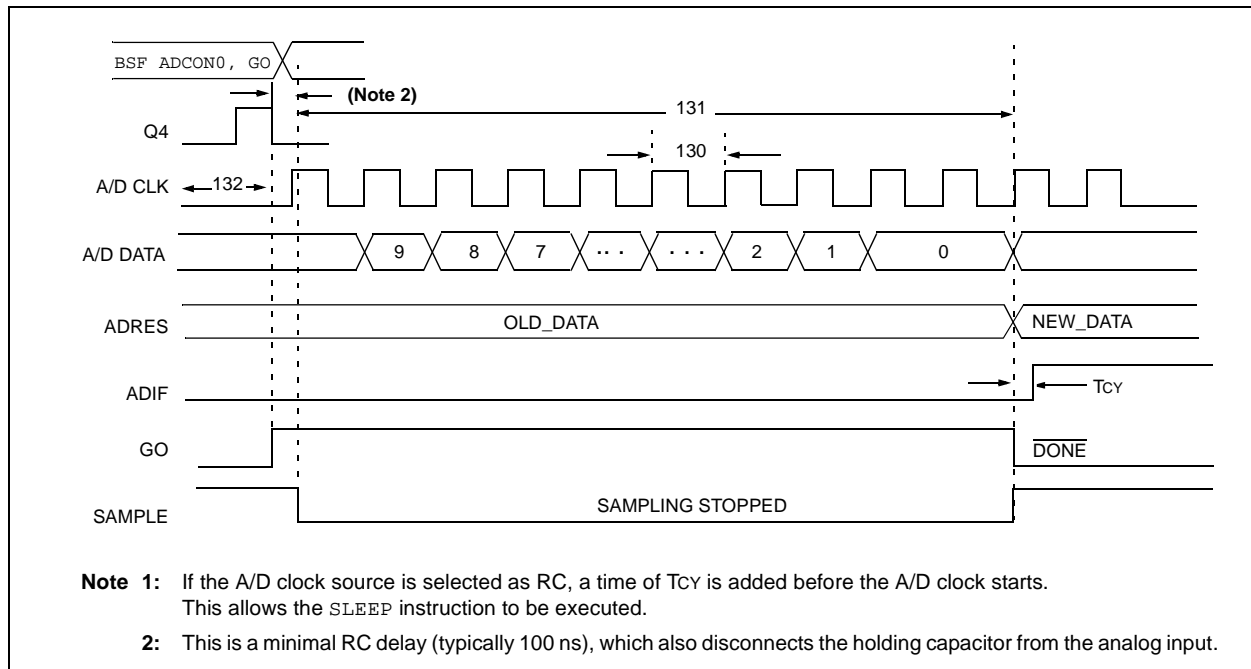 BSF ADCON0, GO
(Note 2)
131
Q4
130
A/D CLK
132
A/D DATA
9 8 7 ... . . . 2 1 0
ADRES
OLD_DATA
NEW_DATA
ADIF
TCY
GO
DONE
SAMPLE
SAMPLING STOPPED
Note 1: If the A/D clock source is selected as RC, a time of TCY is added before the A/D clock starts.
This allows the SLEEP instruction to be executed.
2: This is a minimal RC delay (typically 100 ns), which also disconnects the holding capacitor from the analog input.